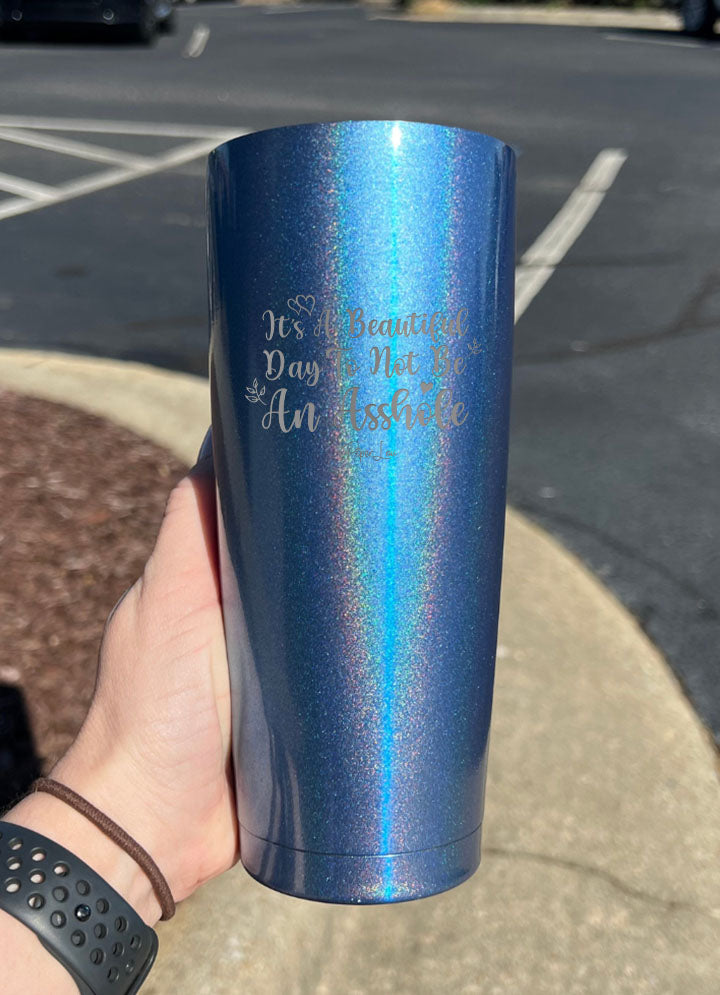 It's A Beautiful
Day To Not Be
An Asshole